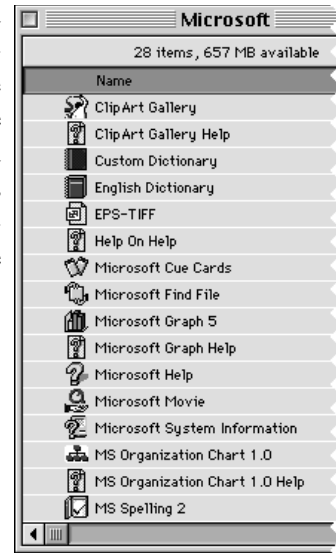 Microsoft
28 items, 657 MB available
Name
ClipArt Gallery
ClipArt Gallery Help
Custom Dictionary
English Dictionary
EPS-TIFF
Help On Help
Microsoft Cue Cards
Microsoft Find File
Microsoft Graph 5
Microsoft Graph Help
Microsoft Help
Microsoft Movie
Microsoft System Information
MS Organization Chart 1.0
MS Organization Chart 1.0 Help
MS Spelling 2